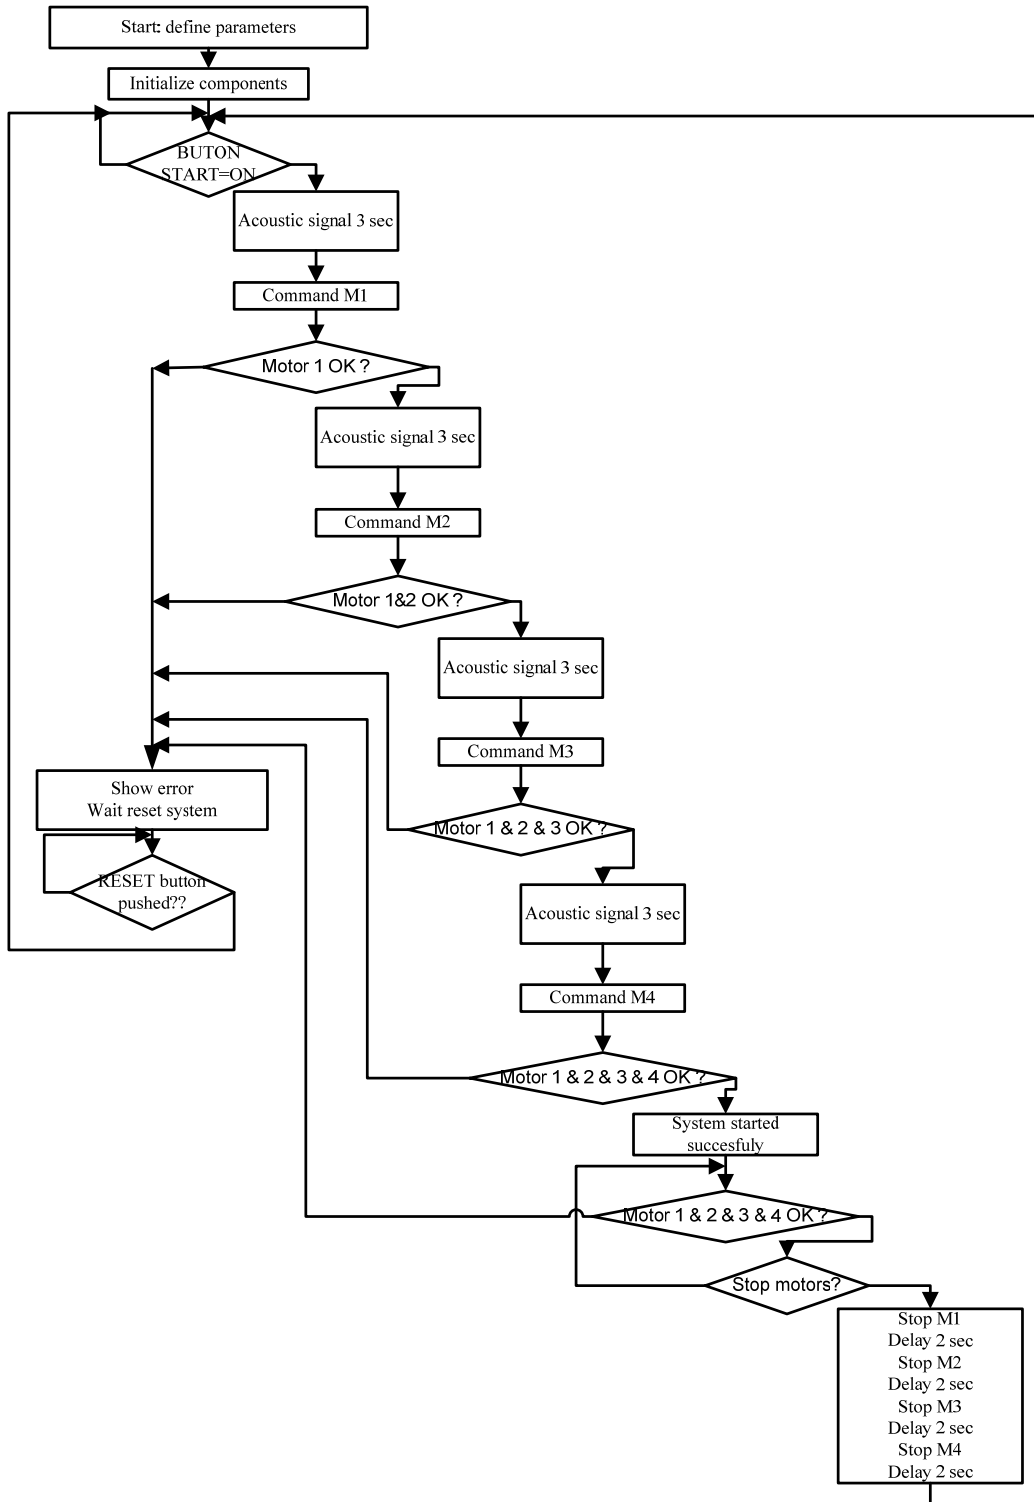 Start: define parameters
Initialize components
BUTON
START=ON
Acoustic signal 3 sec
Command M1
Motor 1 OK ?
Acoustic signal 3 sec
Command M2
Motor 1&2 OK ?
Acoustic signal 3 sec
Command M3
Show error
Wait reset system
Motor 1 & 2 & 3 OK ?
RESET button
pushed??
Acoustic signal 3 sec
Command M4
Motor 1 & 2 & 3 & 4 OK ?
System started
succesfuly
Motor 1 & 2 & 3 & 4 OK ?
Stop motors?
Stop M1
Delay 2 sec
Stop M2
Delay 2 sec
Stop M3
Delay 2 sec
Stop M4
Delay 2 sec